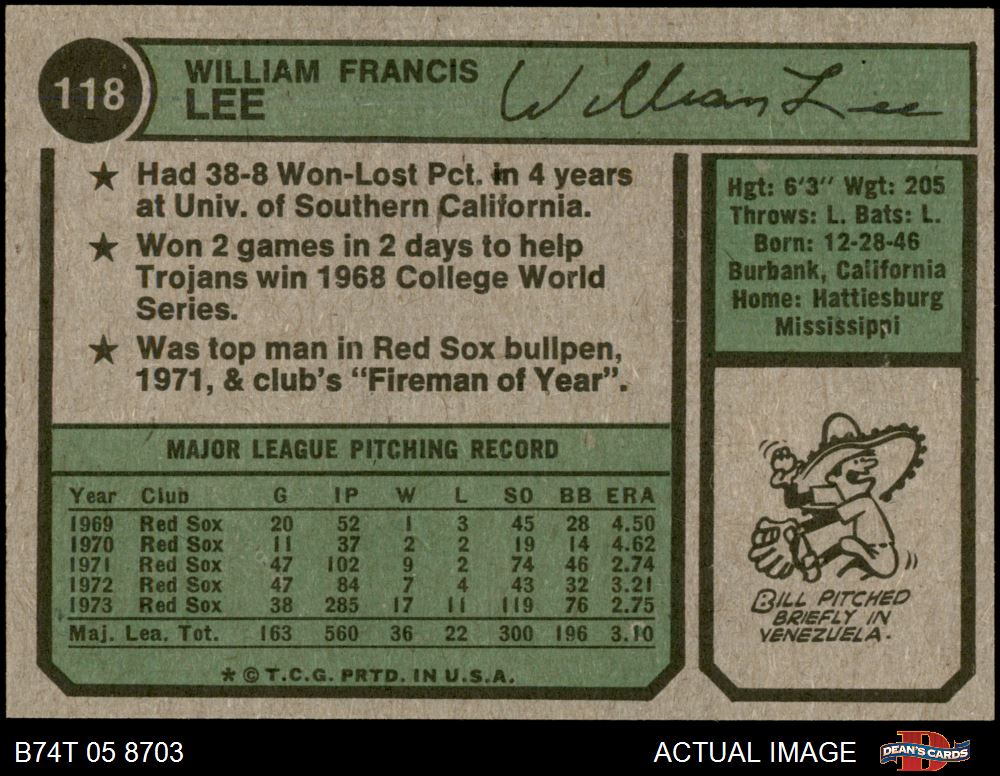 118
WILLIAM FRANCIS
LEE
William Lee
★ Had 38-8 Won-Lost Pct. in 4 years
at Univ. of Southern California.
★ Won 2 games in 2 days to help
Trojans win 1968 College World
Series.
★ Was top man in Red Sox bullpen,
1971, & club's "Fireman of Year".
MAJOR LEAGUE PITCHING RECORD
Year Club G IP W L SO BB ERA
1969 Red Sox 20 52 1 3 45 28 4.50
1970 Red Sox 11 37 2 2 19 14 4.62
1971 Red Sox 47 102 9 2 74 46 2.74
1972 Red Sox 47 84 7 4 43 32 3.21
1973 Red Sox 38 285 17 11 119 76 2.75
Maj. Lea. Tot. 163 560 36 22 300 196 3.10
* © T.C.G. PRTD. IN U.S.A.
Hgt: 6'3" Wgt: 205
Throws: L. Bats: L.
Born: 12-28-46
Burbank, California
Home: Hattiesburg
Mississippi
BILL PITCHED
BRIEFLY IN
VENEZUELA.
B74T 05 8703
ACTUAL IMAGE
DEAN'S CARDS